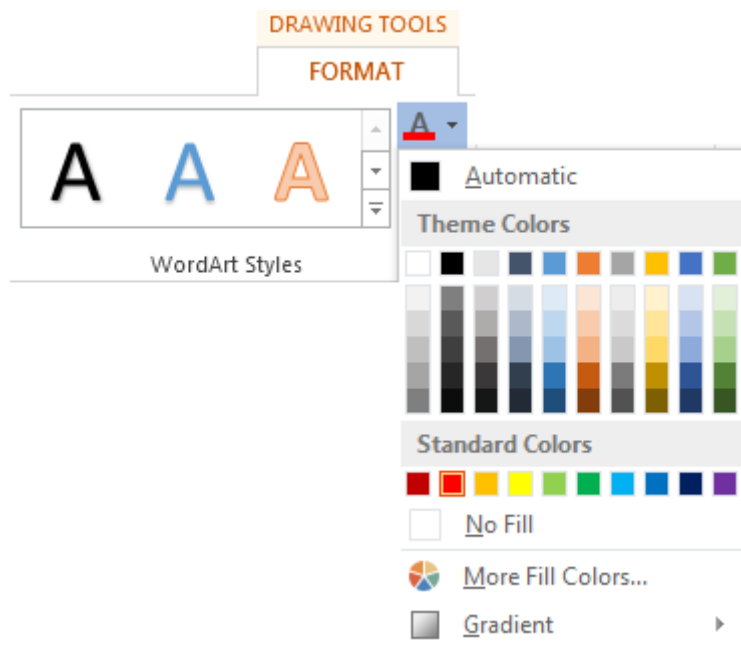 DRAWING TOOLS
FORMAT
A A A
A
WordArt Styles
Automatic
Theme Colors
Standard Colors
No Fill
More Fill Colors...
Gradient